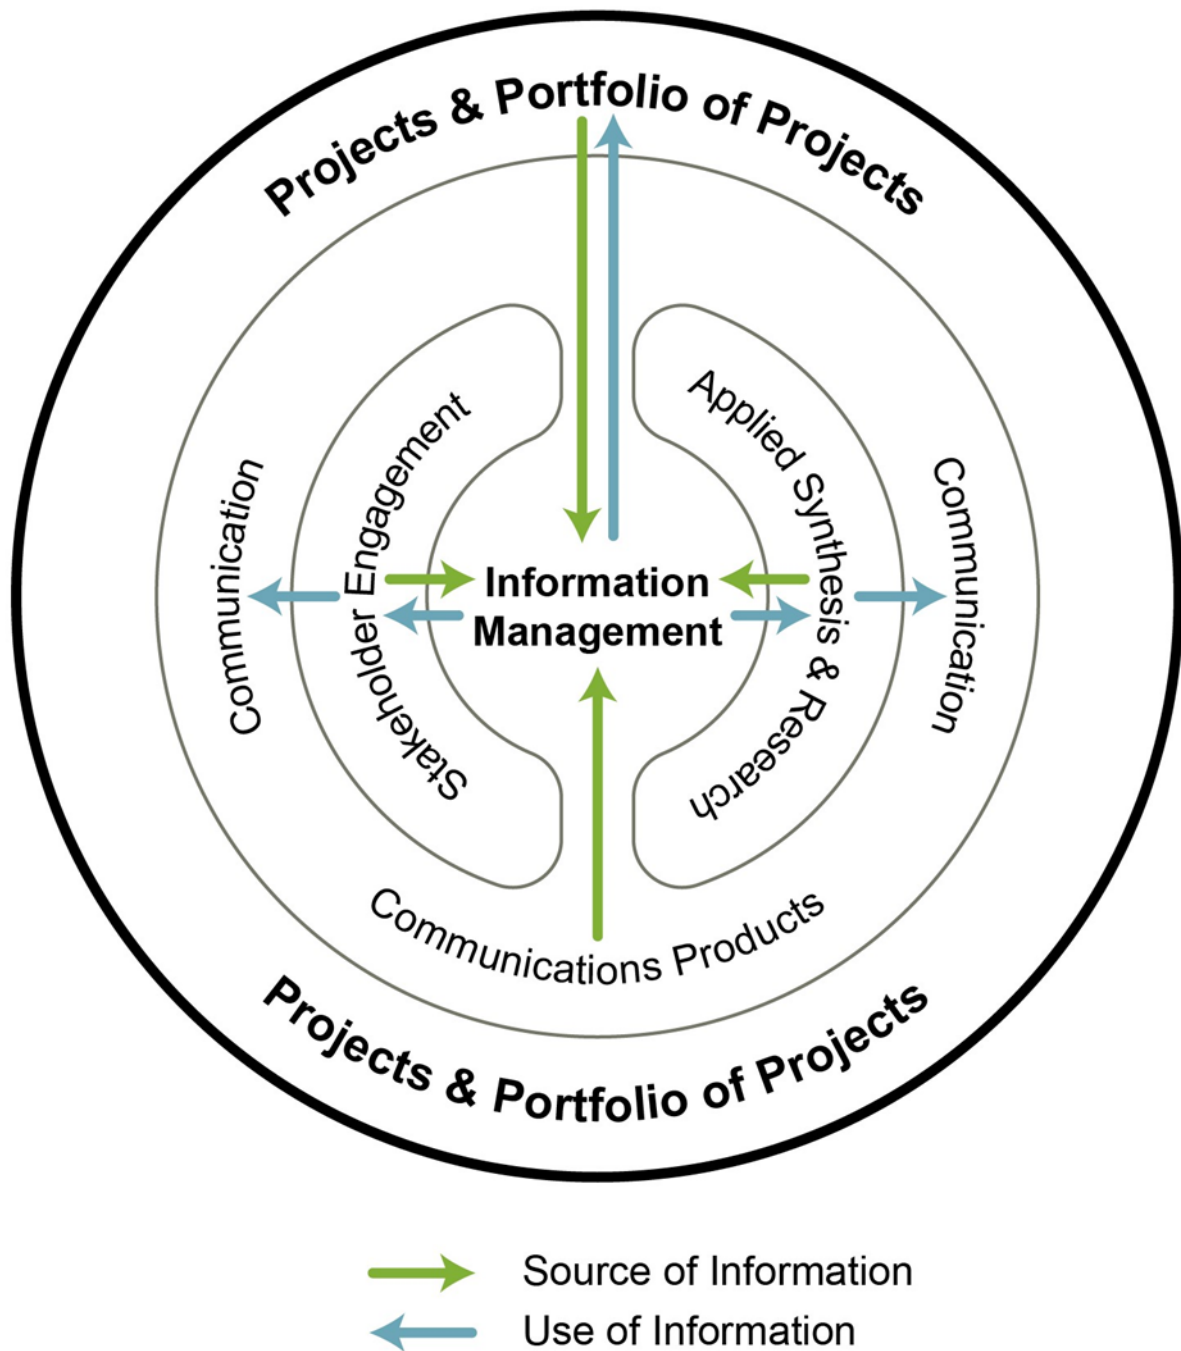 Projects & Portfolio of Projects
Communication
Stakeholder Engagement
Information
Management
Applied Synthesis & Research
Communication
Communications Products
Projects & Portfolio of Projects
Source of Information
Use of Information